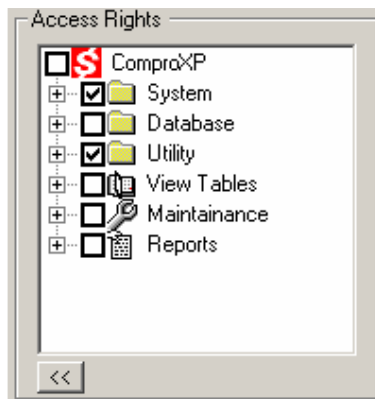 Access Rights
ComproXP
System
Database
Utility
View Tables
Maintainance
Reports
<<